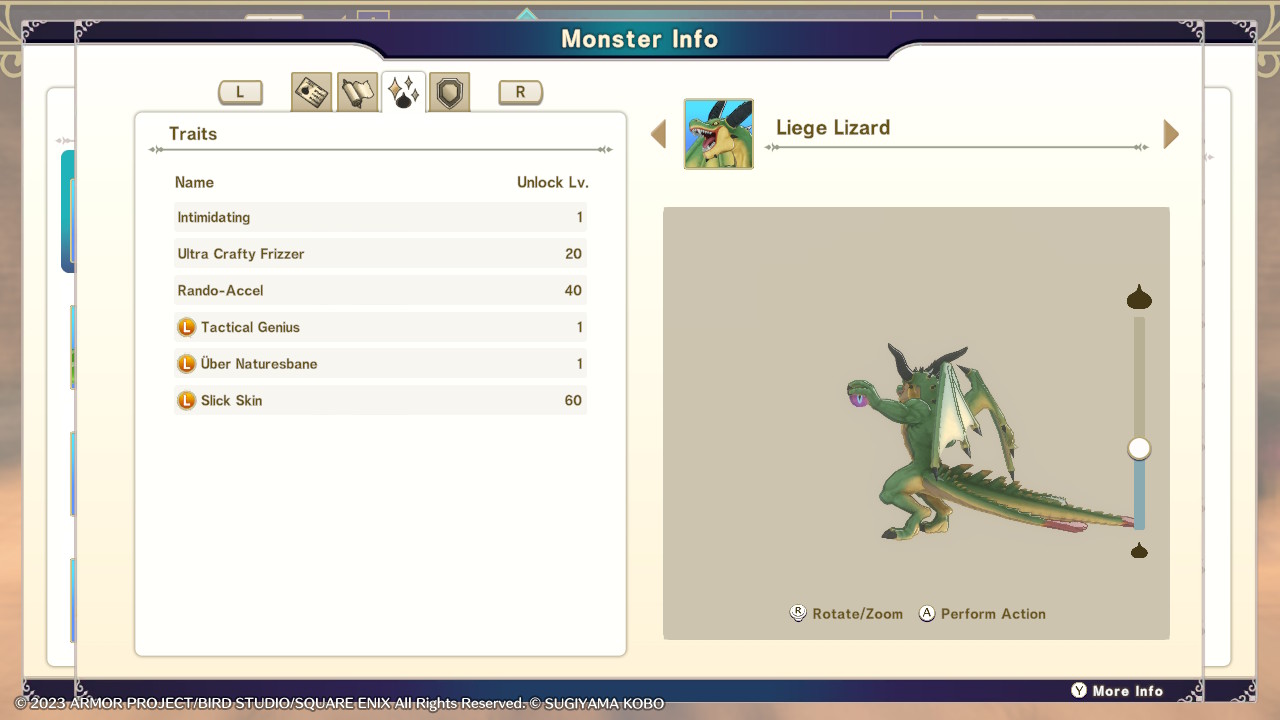 Monster Info
L
R
Traits
Name Unlock Lv.
Intimidating 1
Ultra Crafty Frizzer 20
Rando-Accel 40
L Tactical Genius 1
L Über Naturesbane 1
L Slick Skin 60
Liege Lizard
R Rotate/Zoom A Perform Action
Y More Info
© 2023 ARMOR PROJECT/BIRD STUDIO/SQUARE ENIX All Rights Reserved. © SUGIYAMA KOBO